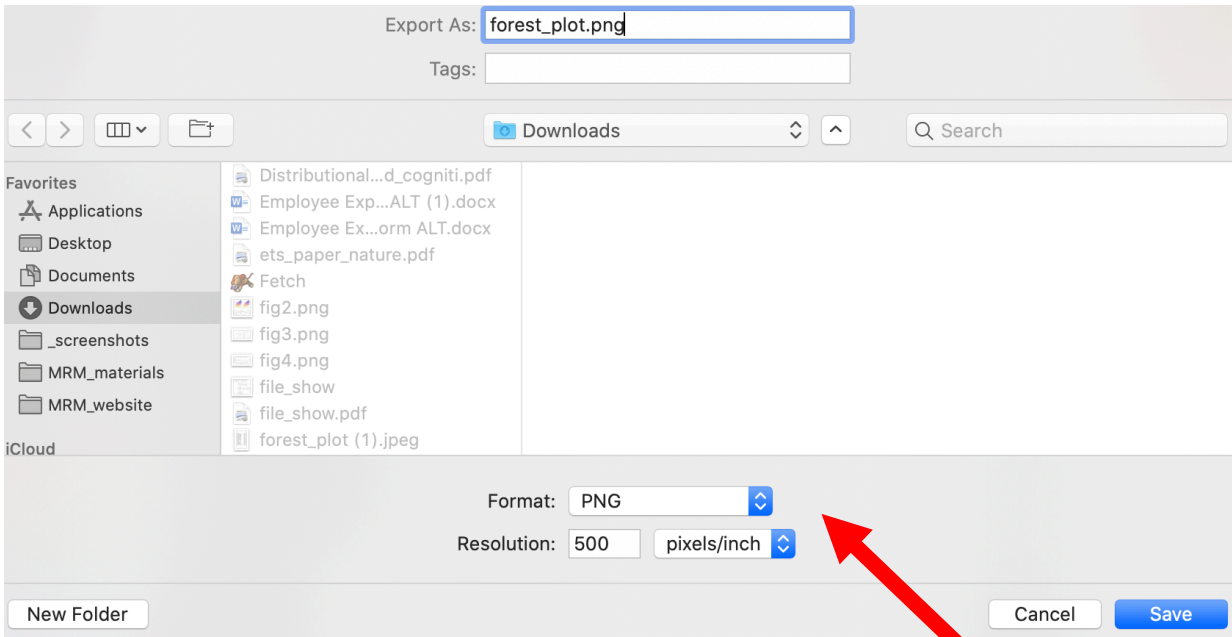 Export As: forest_plot.png
Tags:
Downloads
Search
Favorites
Applications
Desktop
Documents
Downloads
_screenshots
MRM_materials
MRM_website
iCloud
Distributional...d_cogniti.pdf
Employee Exp...ALT (1).docx
Employee Ex...orm ALT.docx
ets_paper_nature.pdf
Fetch
fig2.png
fig3.png
fig4.png
file_show
file_show.pdf
forest_plot (1).jpeg
Format: PNG
Resolution: 500 pixels/inch
New Folder Cancel Save